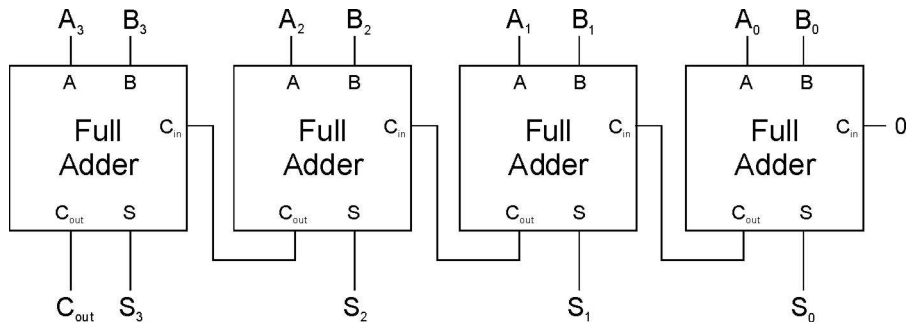 A₃ B₃ A₂ B₂ A₁ B₁ A₀ B₀
A B A B A B A B
Full Adder Cᵢₙ Full Adder Cᵢₙ Full Adder Cᵢₙ Full Adder Cᵢₙ 0
Cₒᵤₜ S Cₒᵤₜ S Cₒᵤₜ S Cₒᵤₜ S
Cₒᵤₜ S₃ S₂ S₁ S₀